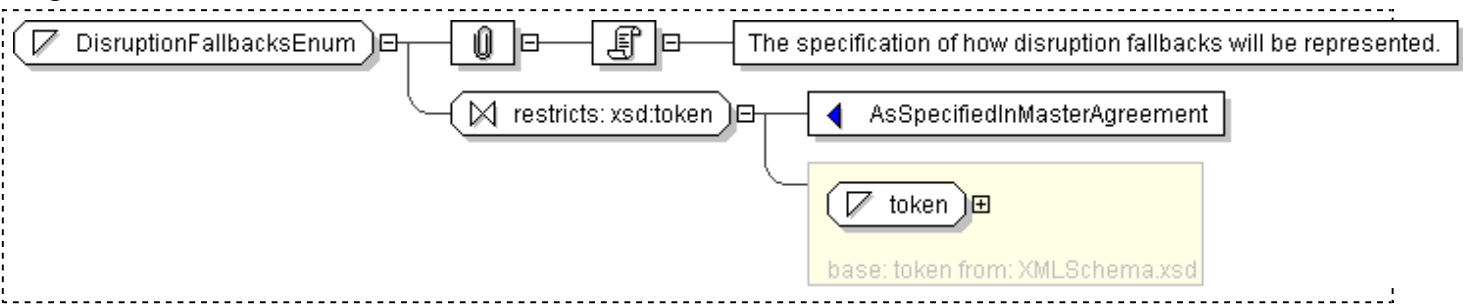 DisruptionFallbacksEnum
The specification of how disruption fallbacks will be represented.
restricts: xsd:token
AsSpecifiedInMasterAgreement
token
base: token from: XMLSchema.xsd